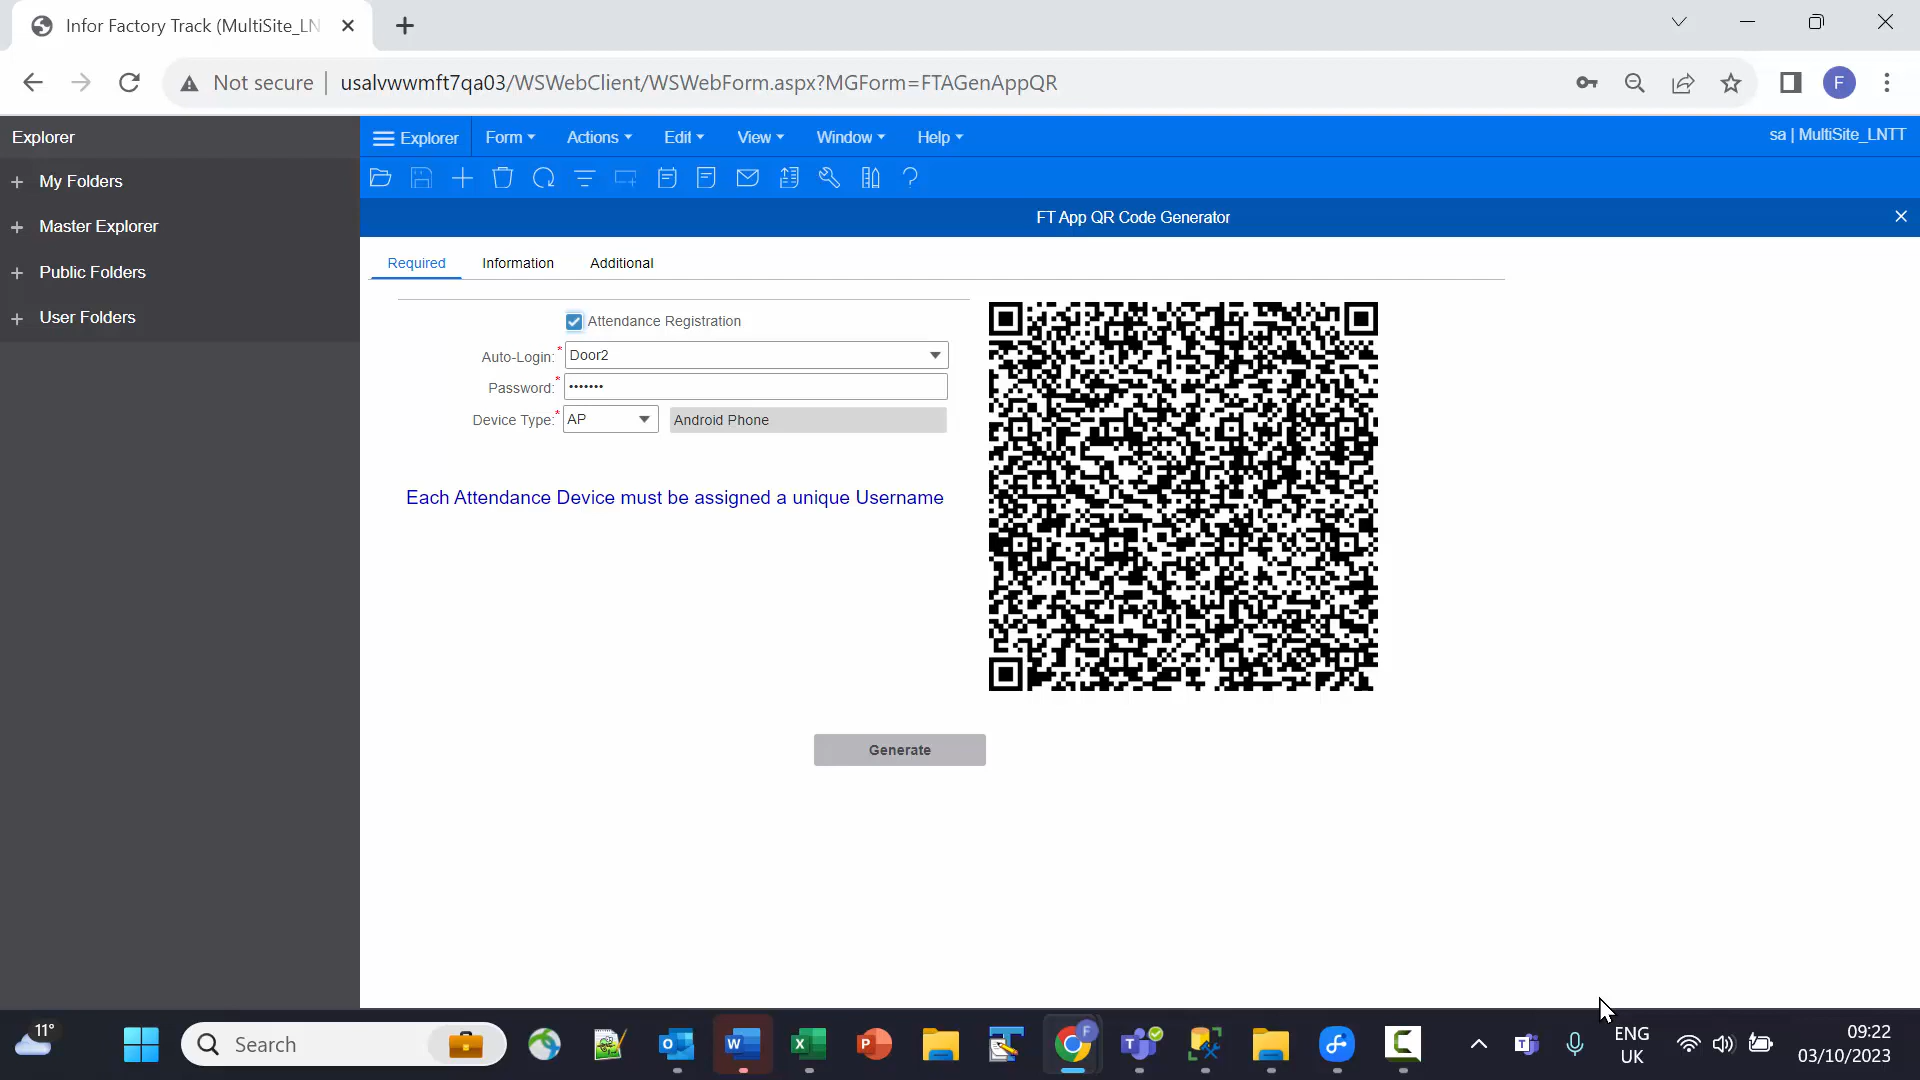 Infor Factory Track (MultiSite_LN
Not secure
usalvwwmft7qa03/WSWebClient/WSWebForm.aspx?MGForm=FTAGenAppQR
F
Explorer
My Folders
Master Explorer
Public Folders
User Folders
Explorer Form Actions Edit View Window Help
sa | MultiSite_LNTT
FT App QR Code Generator
Required Information Additional
Attendance Registration
Auto-Login:* Door2
Password:* •••••••
Device Type:* AP Android Phone
Each Attendance Device must be assigned a unique Username
Generate
11°
Search
ENG
UK
09:22
03/10/2023